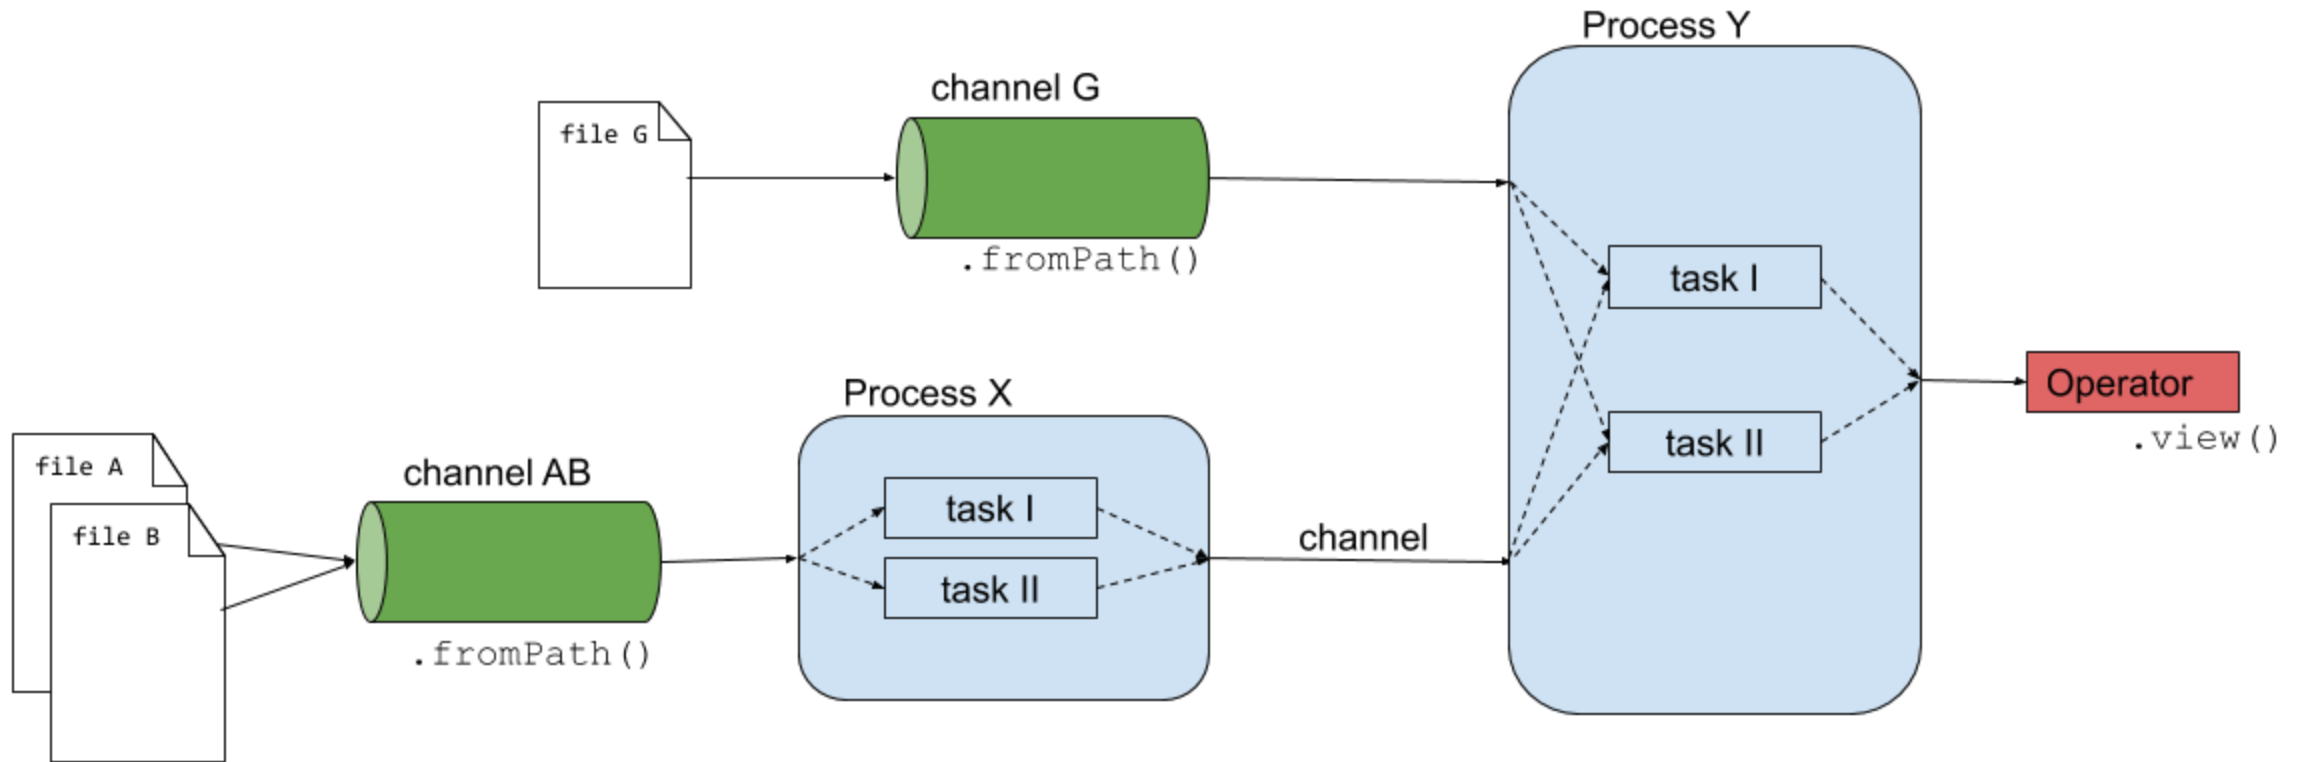 Process Y
channel G
file G
.fromPath()
task I
Process X
Operator
.view()
task II
file A
channel AB
file B
task I
channel
task II
.fromPath()